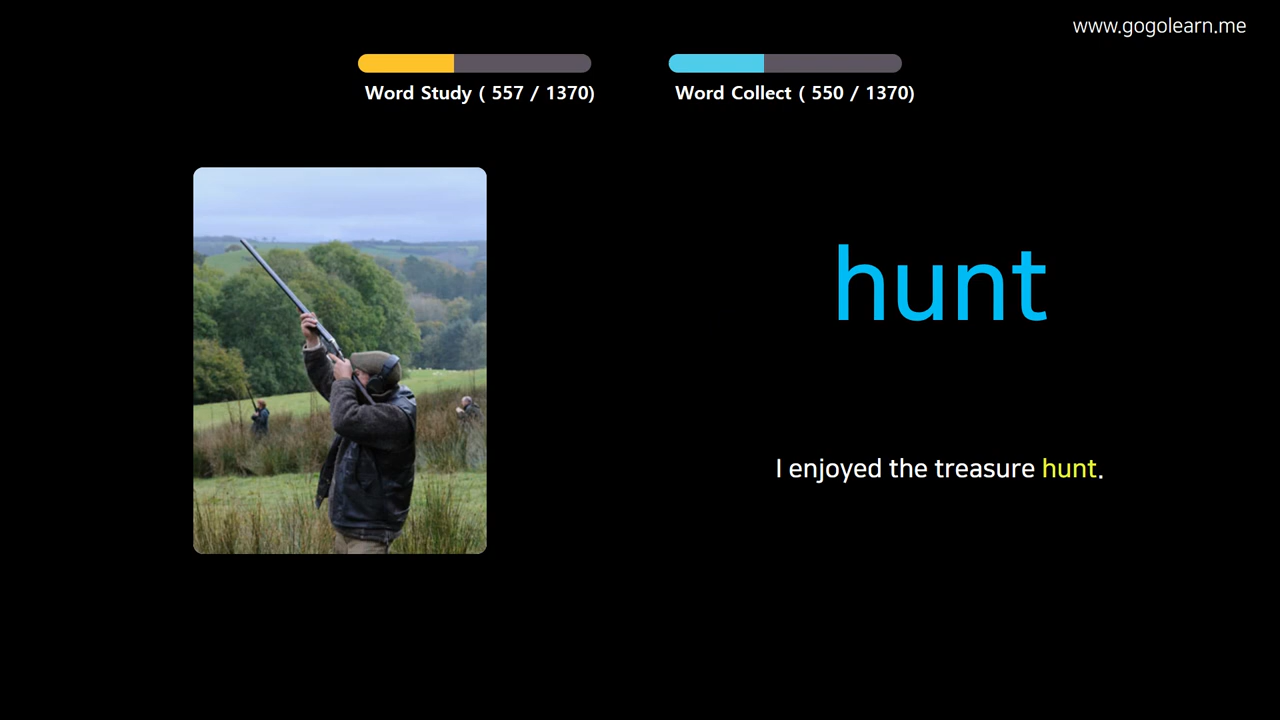 www.gogolearn.me
Word Study ( 557 / 1370)
Word Collect ( 550 / 1370)
hunt
I enjoyed the treasure hunt.